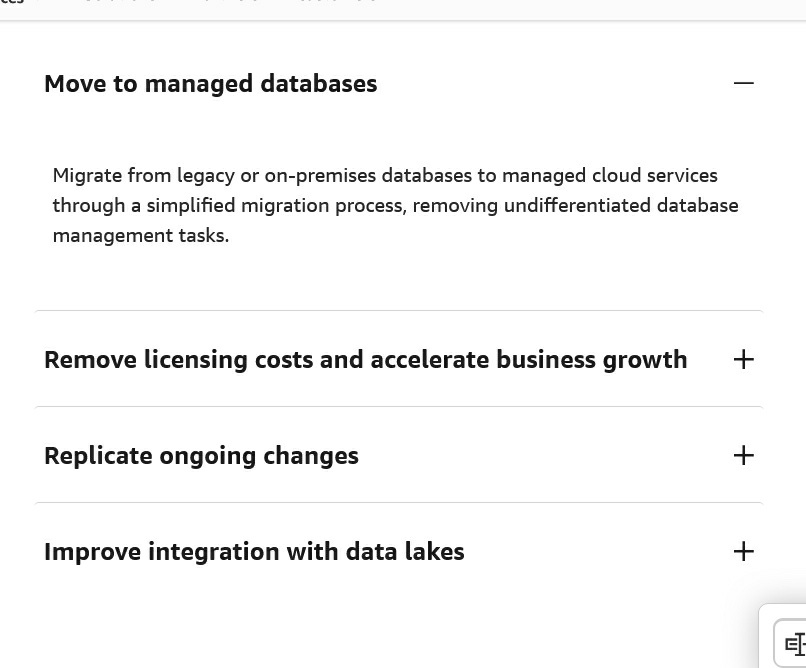 Move to managed databases
Migrate from legacy or on-premises databases to managed cloud services
through a simplified migration process, removing undifferentiated database
management tasks.
Remove licensing costs and accelerate business growth
Replicate ongoing changes
Improve integration with data lakes